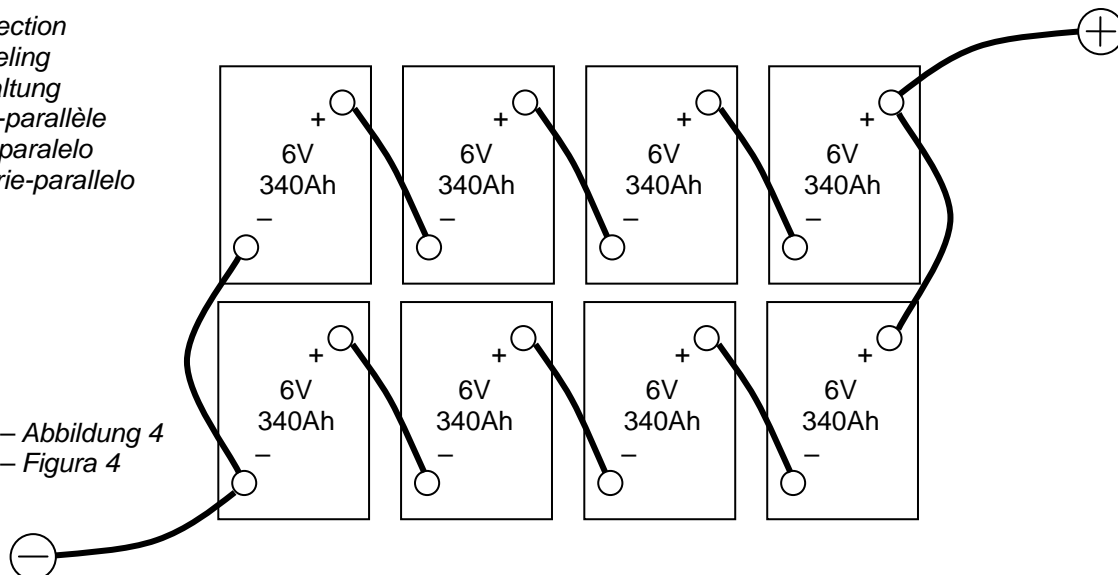 ection
eling
altung
-parallèle
paralelo
rie-parallelo
+
+
6V
340Ah
–
+
6V
340Ah
–
+
6V
340Ah
–
+
6V
340Ah
–
+
6V
340Ah
–
+
6V
340Ah
–
+
6V
340Ah
–
+
6V
340Ah
–
– Abbildung 4
– Figura 4
–